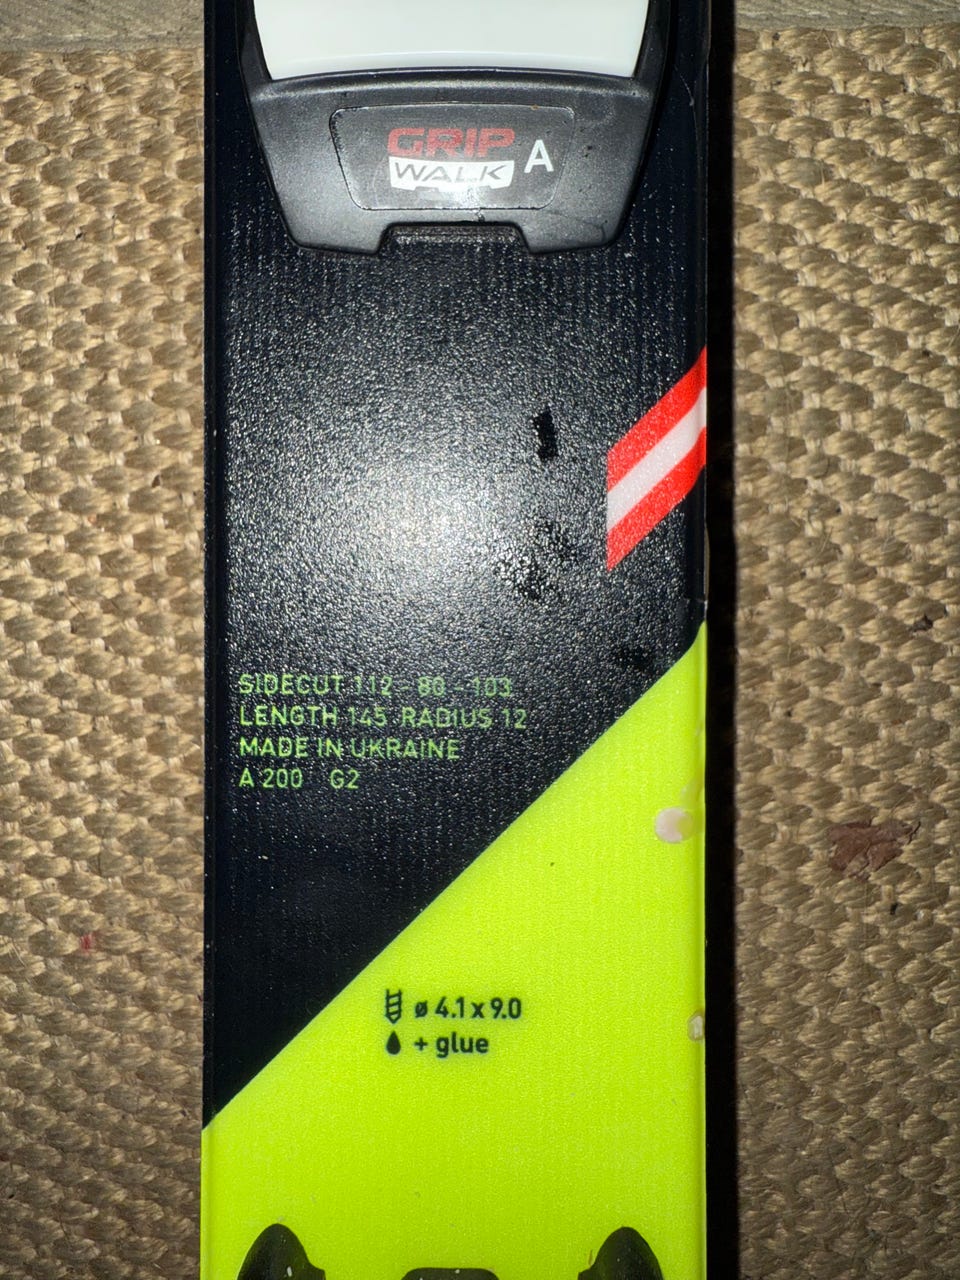 GRIP
WALK A
SIDECUT 112 - 80 - 103
LENGTH 145 RADIUS 12
MADE IN UKRAINE
A 200 G2
ø 4.1 x 9.0
+ glue